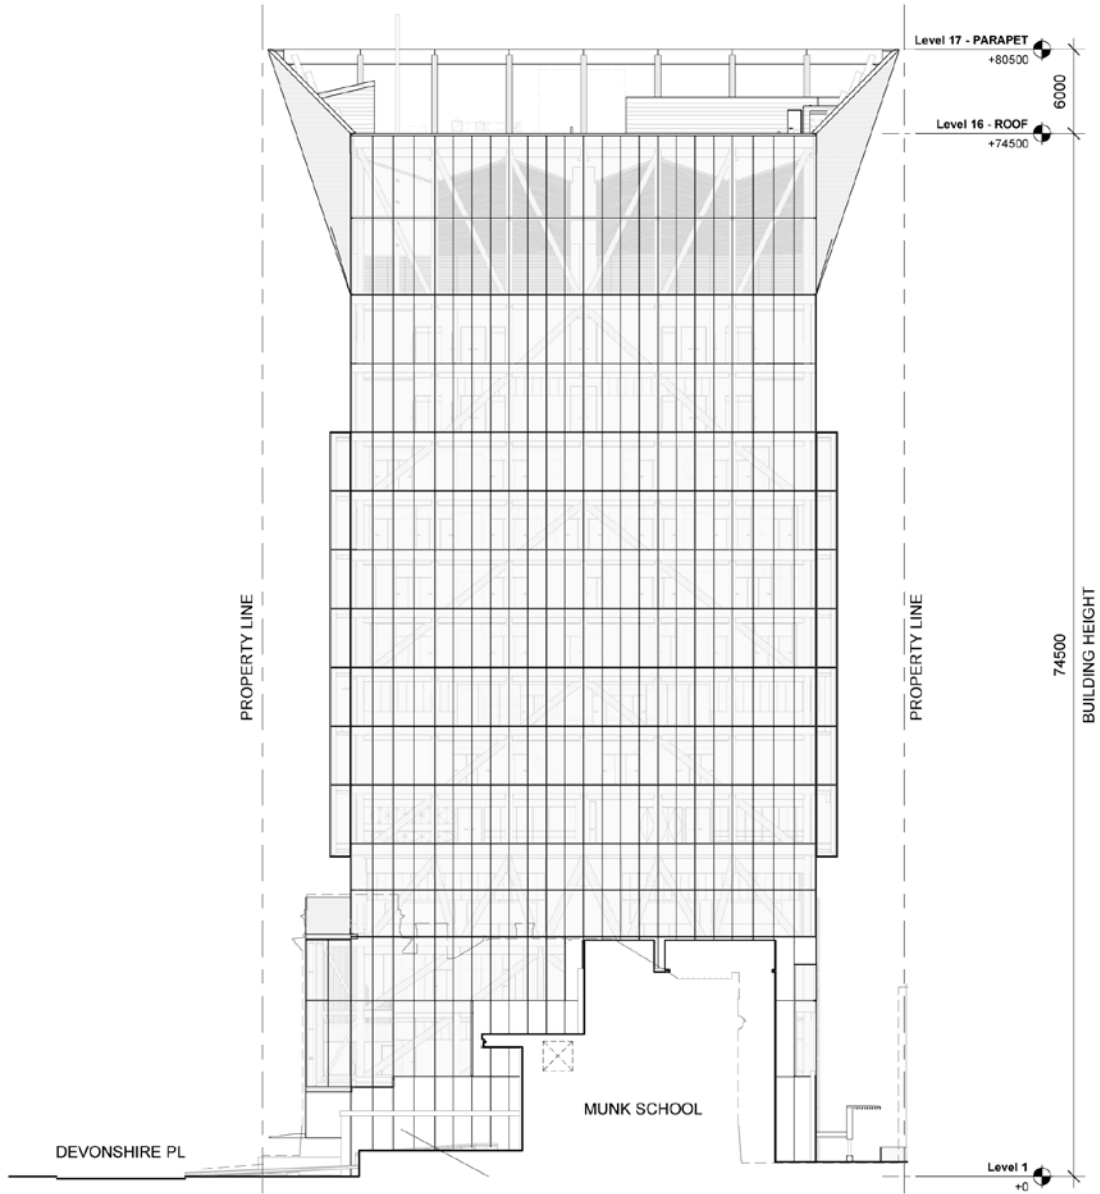 Level 17 - PARAPET
+80500
6000
Level 16 - ROOF
+74500
PROPERTY LINE
PROPERTY LINE
74500
BUILDING HEIGHT
MUNK SCHOOL
DEVONSHIRE PL
Level 1
+0